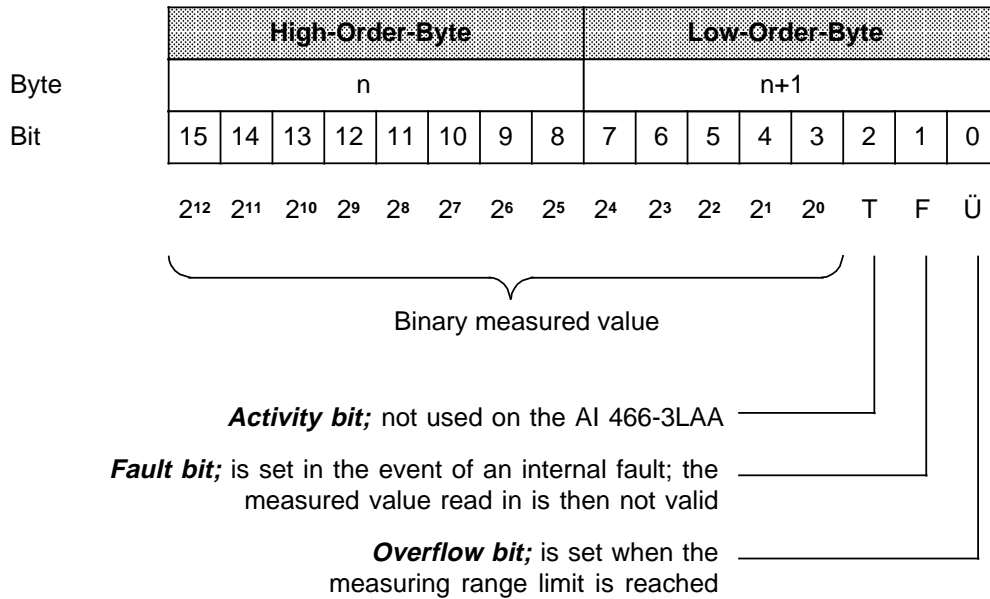 High-Order-Byte Low-Order-Byte
Byte n n+1
Bit 15 14 13 12 11 10 9 8 7 6 5 4 3 2 1 0
2¹² 2¹¹ 2¹⁰ 2⁹ 2⁸ 2⁷ 2⁶ 2⁵ 2⁴ 2³ 2² 2¹ 2⁰ T F Ü
Binary measured value
Activity bit; not used on the AI 466-3LAA
Fault bit; is set in the event of an internal fault; the
measured value read in is then not valid
Overflow bit; is set when the
measuring range limit is reached